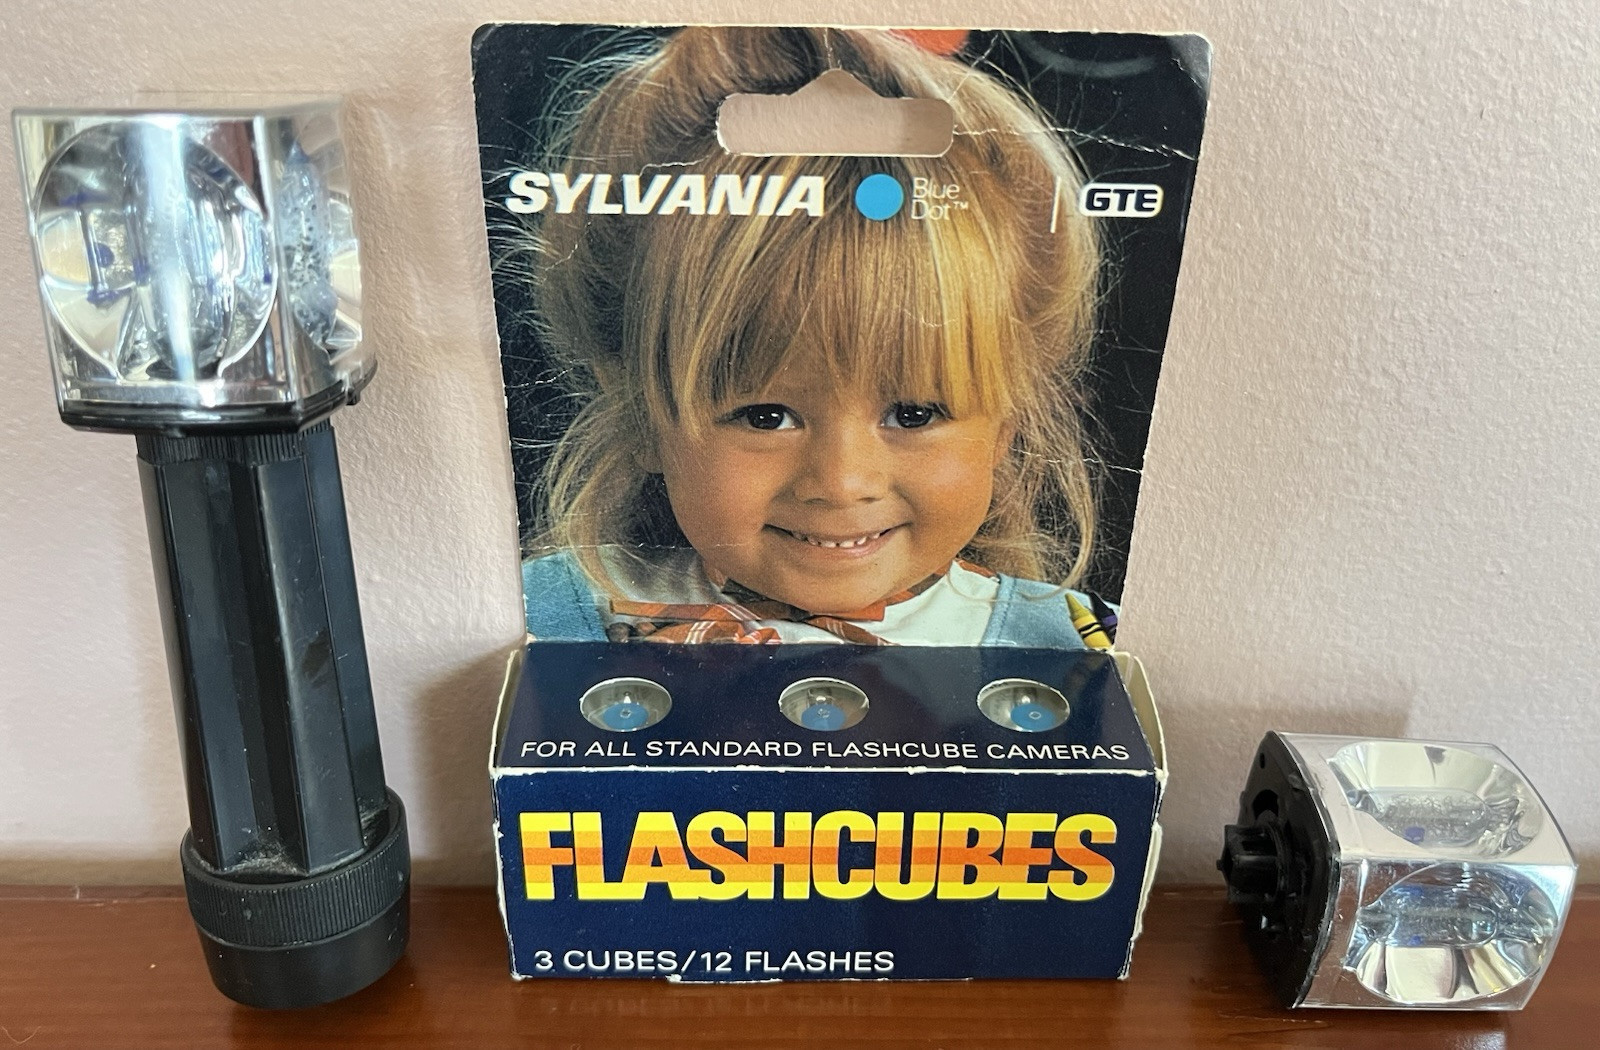 SYLVANIA Blue Dot™ | GTE
FOR ALL STANDARD FLASHCUBE CAMERAS
FLASHCUBES
3 CUBES/12 FLASHES